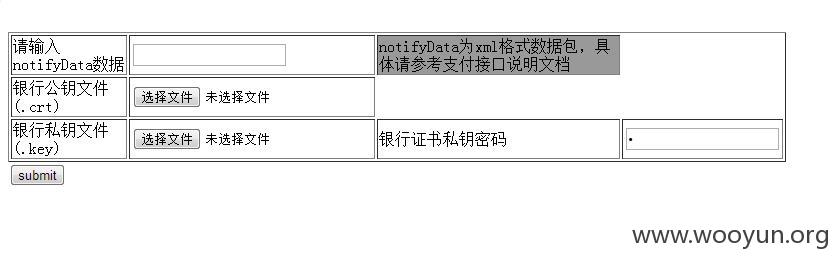 请输入
notifyData数据
notifyData为xml格式数据包，具
体请参考支付接口说明文档
银行公钥文件
(.crt)
选择文件 未选择文件
银行私钥文件
(.key)
选择文件 未选择文件
银行证书私钥密码
submit
www.wooyun.org